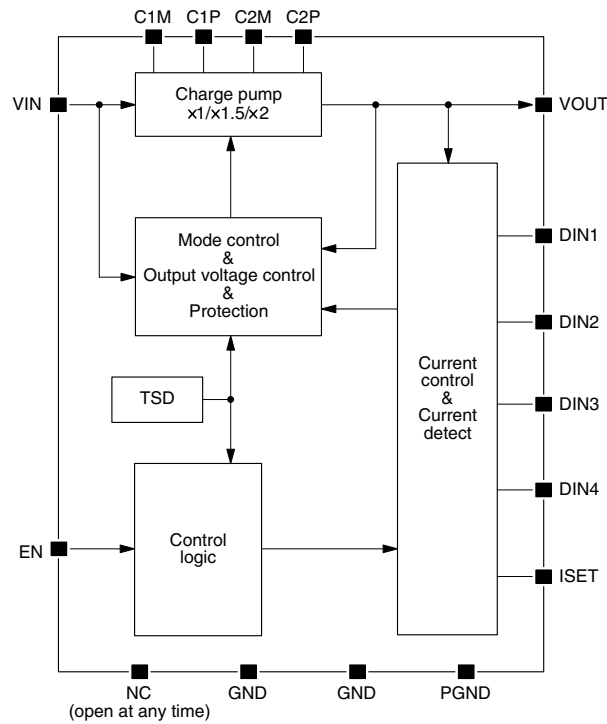 C1M C1P C2M C2P
VIN
Charge pump
×1/×1.5/×2
VOUT
Mode control
&
Output voltage control
&
Protection
DIN1
DIN2
TSD
Current
control
&
Current
detect
DIN3
DIN4
EN
Control
logic
ISET
NC
(open at any time)
GND
GND
PGND